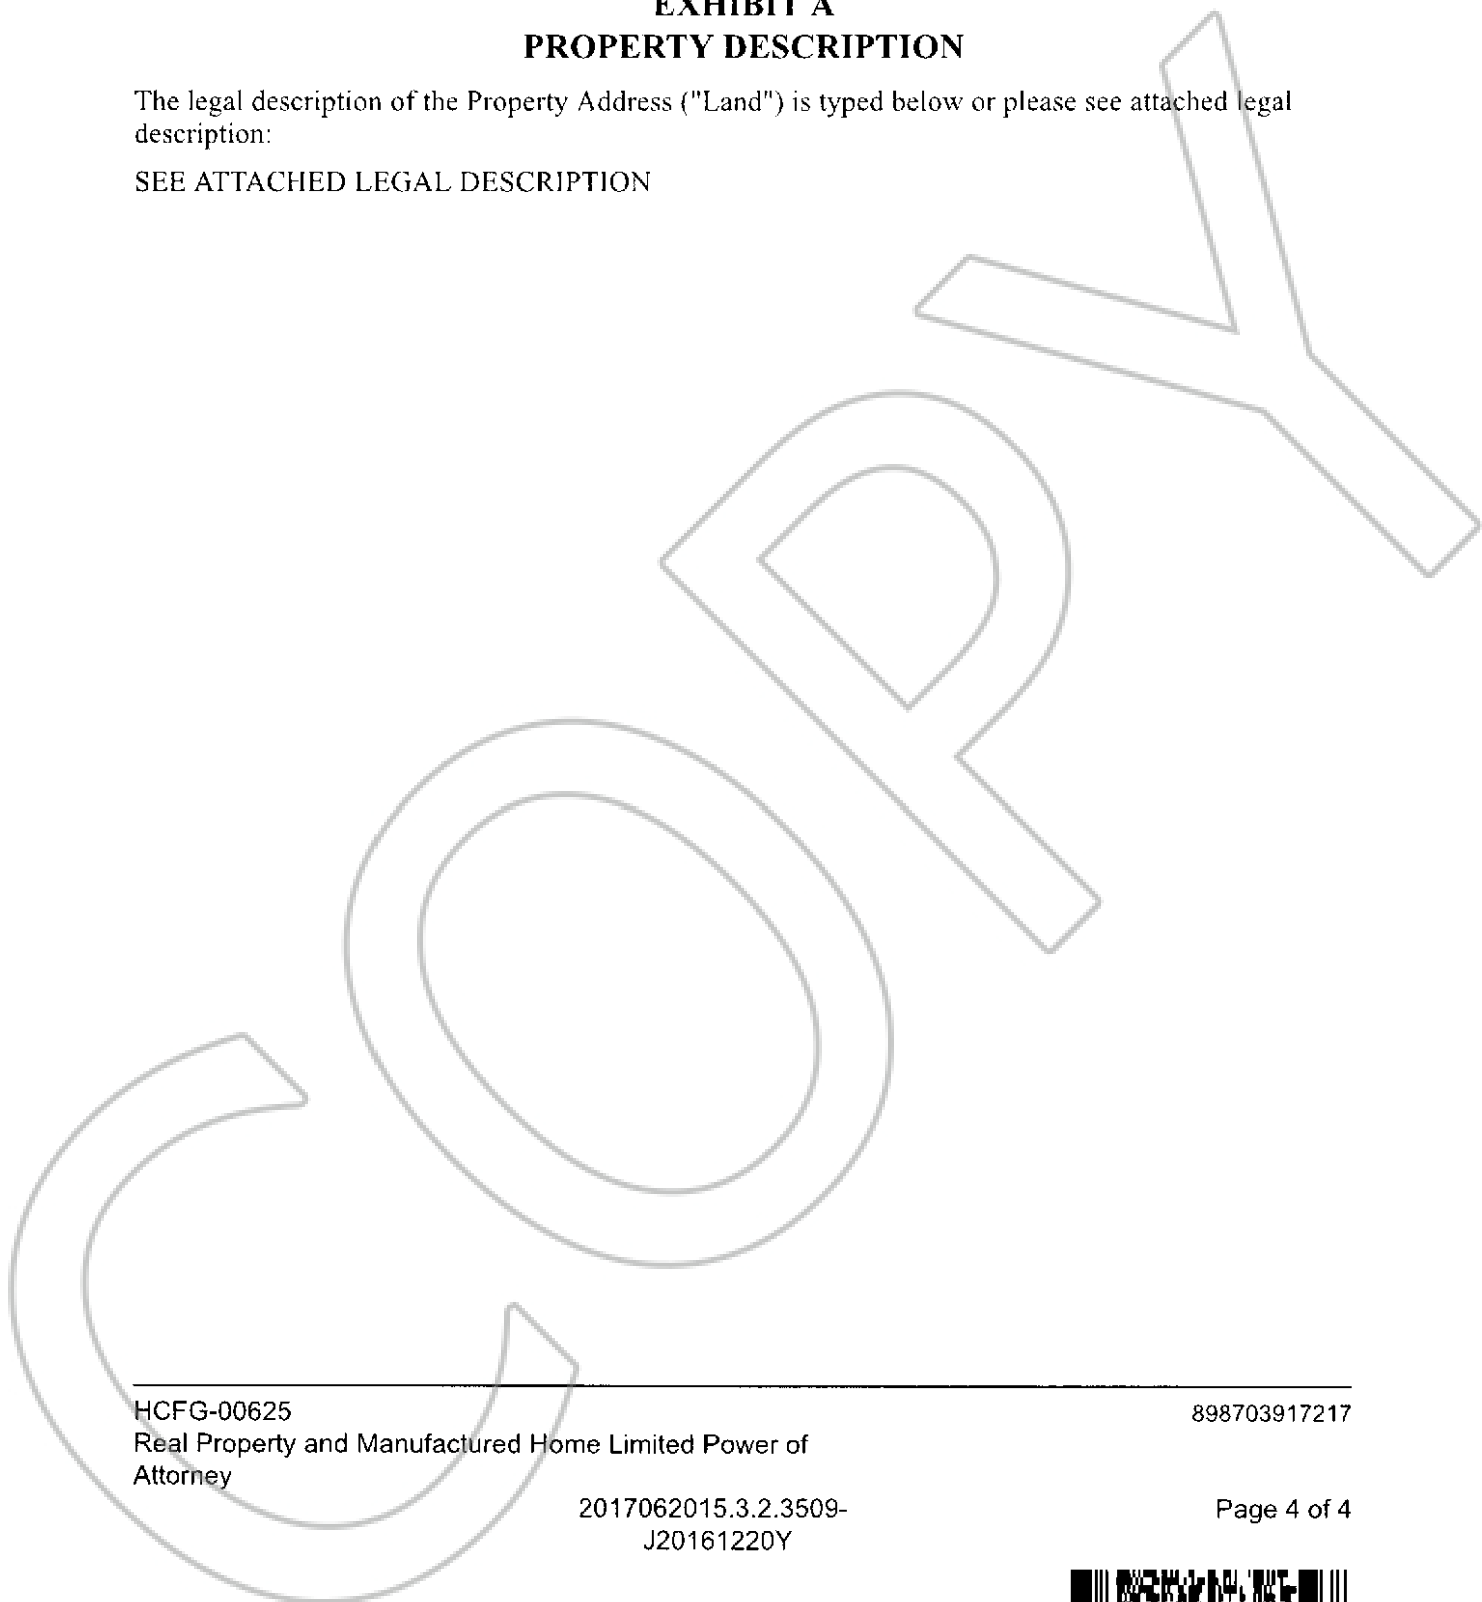 EXHIBIT A
PROPERTY DESCRIPTION
The legal description of the Property Address ("Land") is typed below or please see attached legal
description:
SEE ATTACHED LEGAL DESCRIPTION
COPY
HCFG-00625
898703917217
Real Property and Manufactured Home Limited Power of
Attorney
2017062015.3.2.3509-
Page 4 of 4
J20161220Y